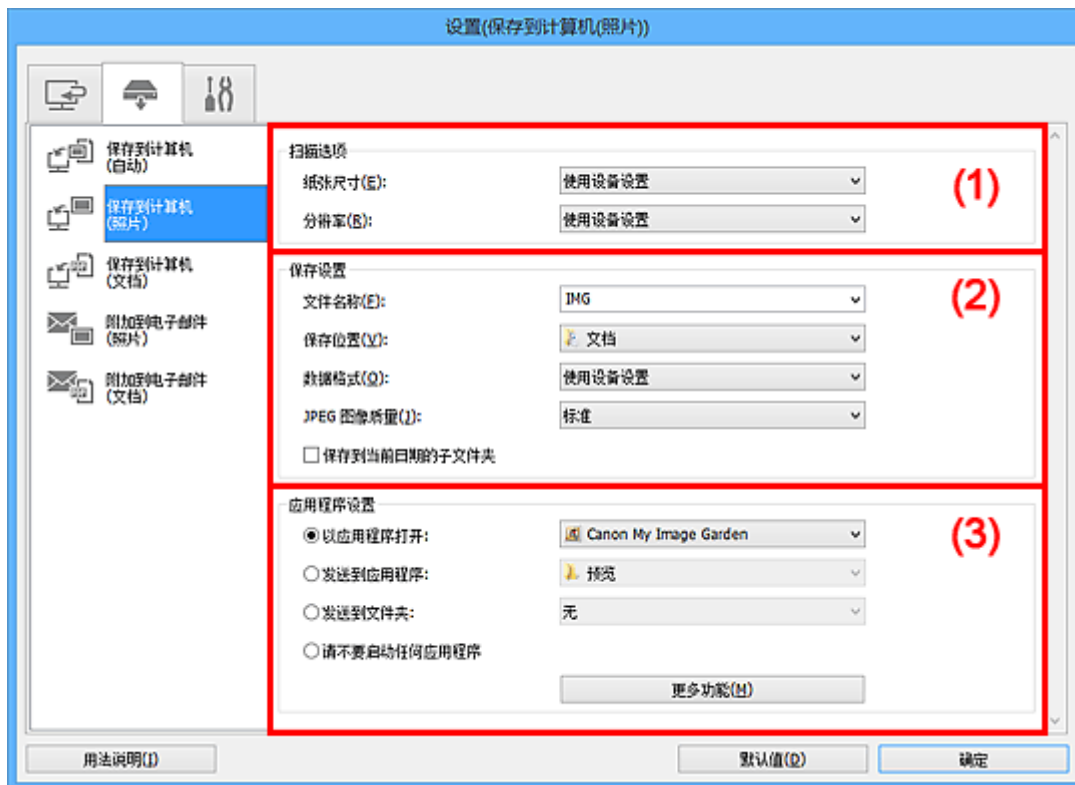 设置(保存到计算机(照片))
保存到计算机
(自动)
保存到计算机
(照片)
保存到计算机
(文档)
附加到电子邮件
(照片)
附加到电子邮件
(文档)
扫描选项
纸张尺寸(E):
使用设备设置
分辨率(R):
使用设备设置
(1)
保存设置
文件名称(F):
IMG
保存位置(V):
文档
数据格式(O):
使用设备设置
JPEG 图像质量(J):
标准
保存到当前日期的子文件夹
(2)
应用程序设置
以应用程序打开:
Canon My Image Garden
发送到应用程序:
预览
发送到文件夹:
无
请不要启动任何应用程序
更多功能(M)
(3)
用法说明(I)
默认值(D)
确定